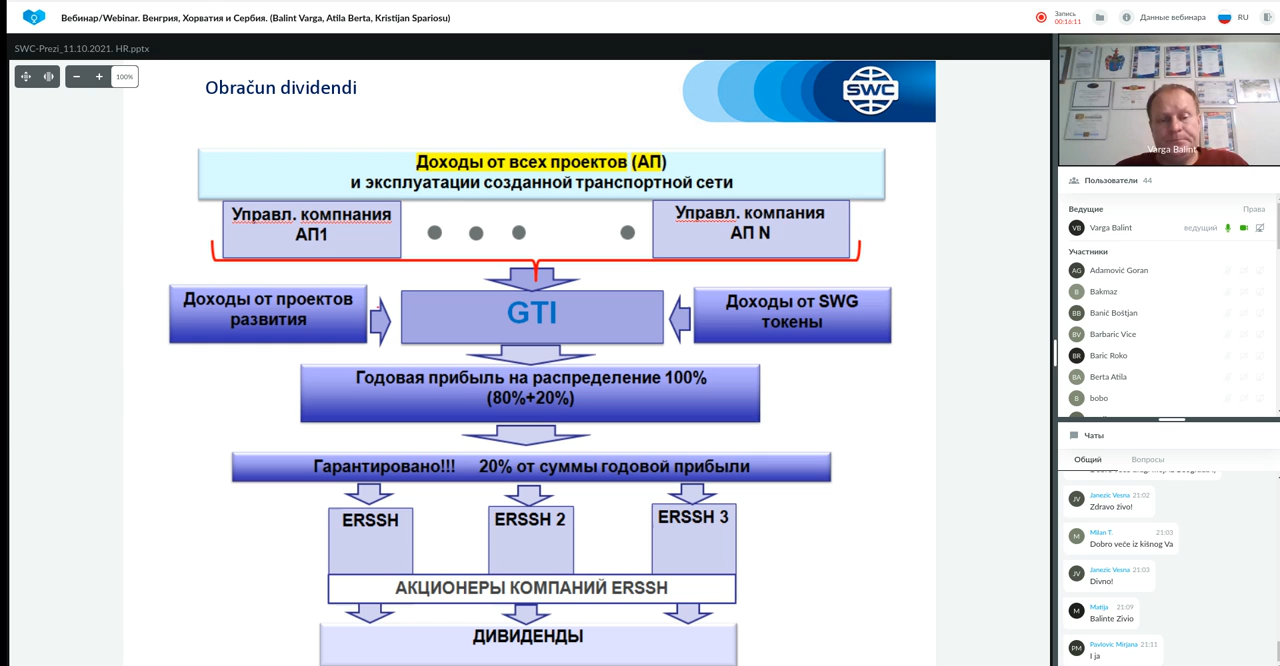 Вебинар/Webinar. Венгрия, Хорватия и Сербия. (Balint Varga, Atila Berta, Kristijan Spariosu)
Запись
00:16:11
Данные вебинара
RU
SWC-Prezi_11.10.2021. HR.pptx
100%
Obračun dividendi
SWC
Доходы от всех проектов (АП)
и эксплуатации созданной транспортной сети
Управл. компнания
АП1
Управл. компания
АП N
Доходы от проектов
развития
GTI
Доходы от SWG
токены
Годовая прибыль на распределение 100%
(80%+20%)
Гарантировано!!! 20% от суммы годовой прибыли
ERSSH
ERSSH 2
ERSSH 3
АКЦИОНЕРЫ КОМПАНИЙ ERSSH
ДИВИДЕНДЫ
Varga Balint
Пользователи 44
Ведущие Права
VB Varga Balint ведущий
Участники
AG Adamović Goran
B Bakmaz
BB Banić Boštjan
BV Barbaric Vice
BR Baric Roko
BA Berta Atila
B bobo
Чаты
Общий Вопросы
JV Janezic Vesna 21:02
Zdravo živo!
M Milan T. 21:03
Dobro veče iz kišnog Va
JV Janezic Vesna 21:03
Divno!
M Matija 21:09
Balinte Zivio
PM Pavlovic Mirjana 21:11
I ja